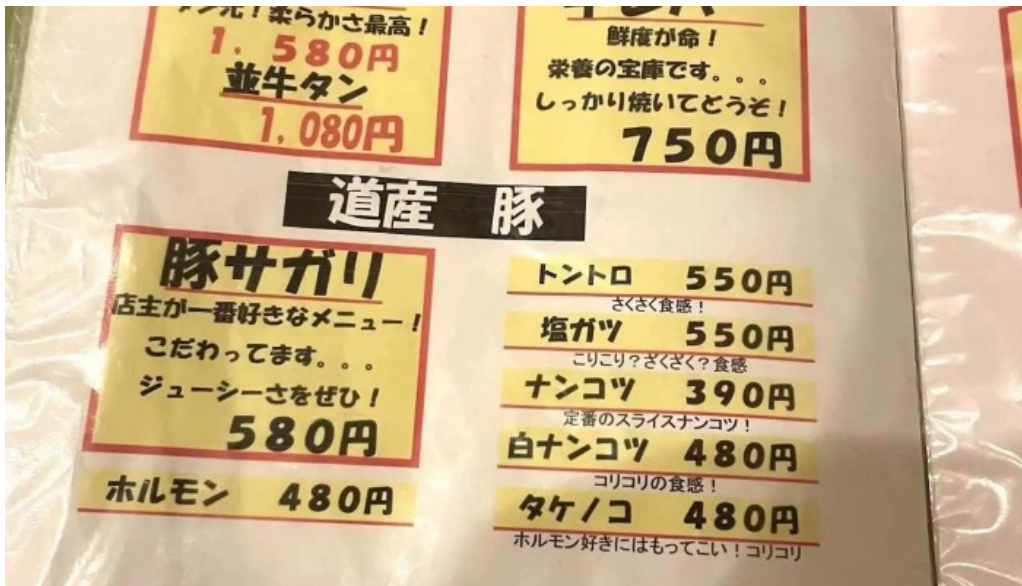 柔らかさ最高！
1，580円
並牛タン
1，080円
鮮度が命！
栄養の宝庫です。。。
しっかり焼いてどうぞ！
750円
道産　豚
豚サガリ
店主が一番好きなメニュー！
こだわってます。。。
ジューシーさをぜひ！
580円
ホルモン　480円
トントロ　550円
さくさく食感！
塩ガツ　550円
こりこり？ざくざく？食感
ナンコツ　390円
定番のスライスナンコツ！
白ナンコツ　480円
コリコリの食感！
タケノコ　480円
ホルモン好きにはもってこい！コリコリ